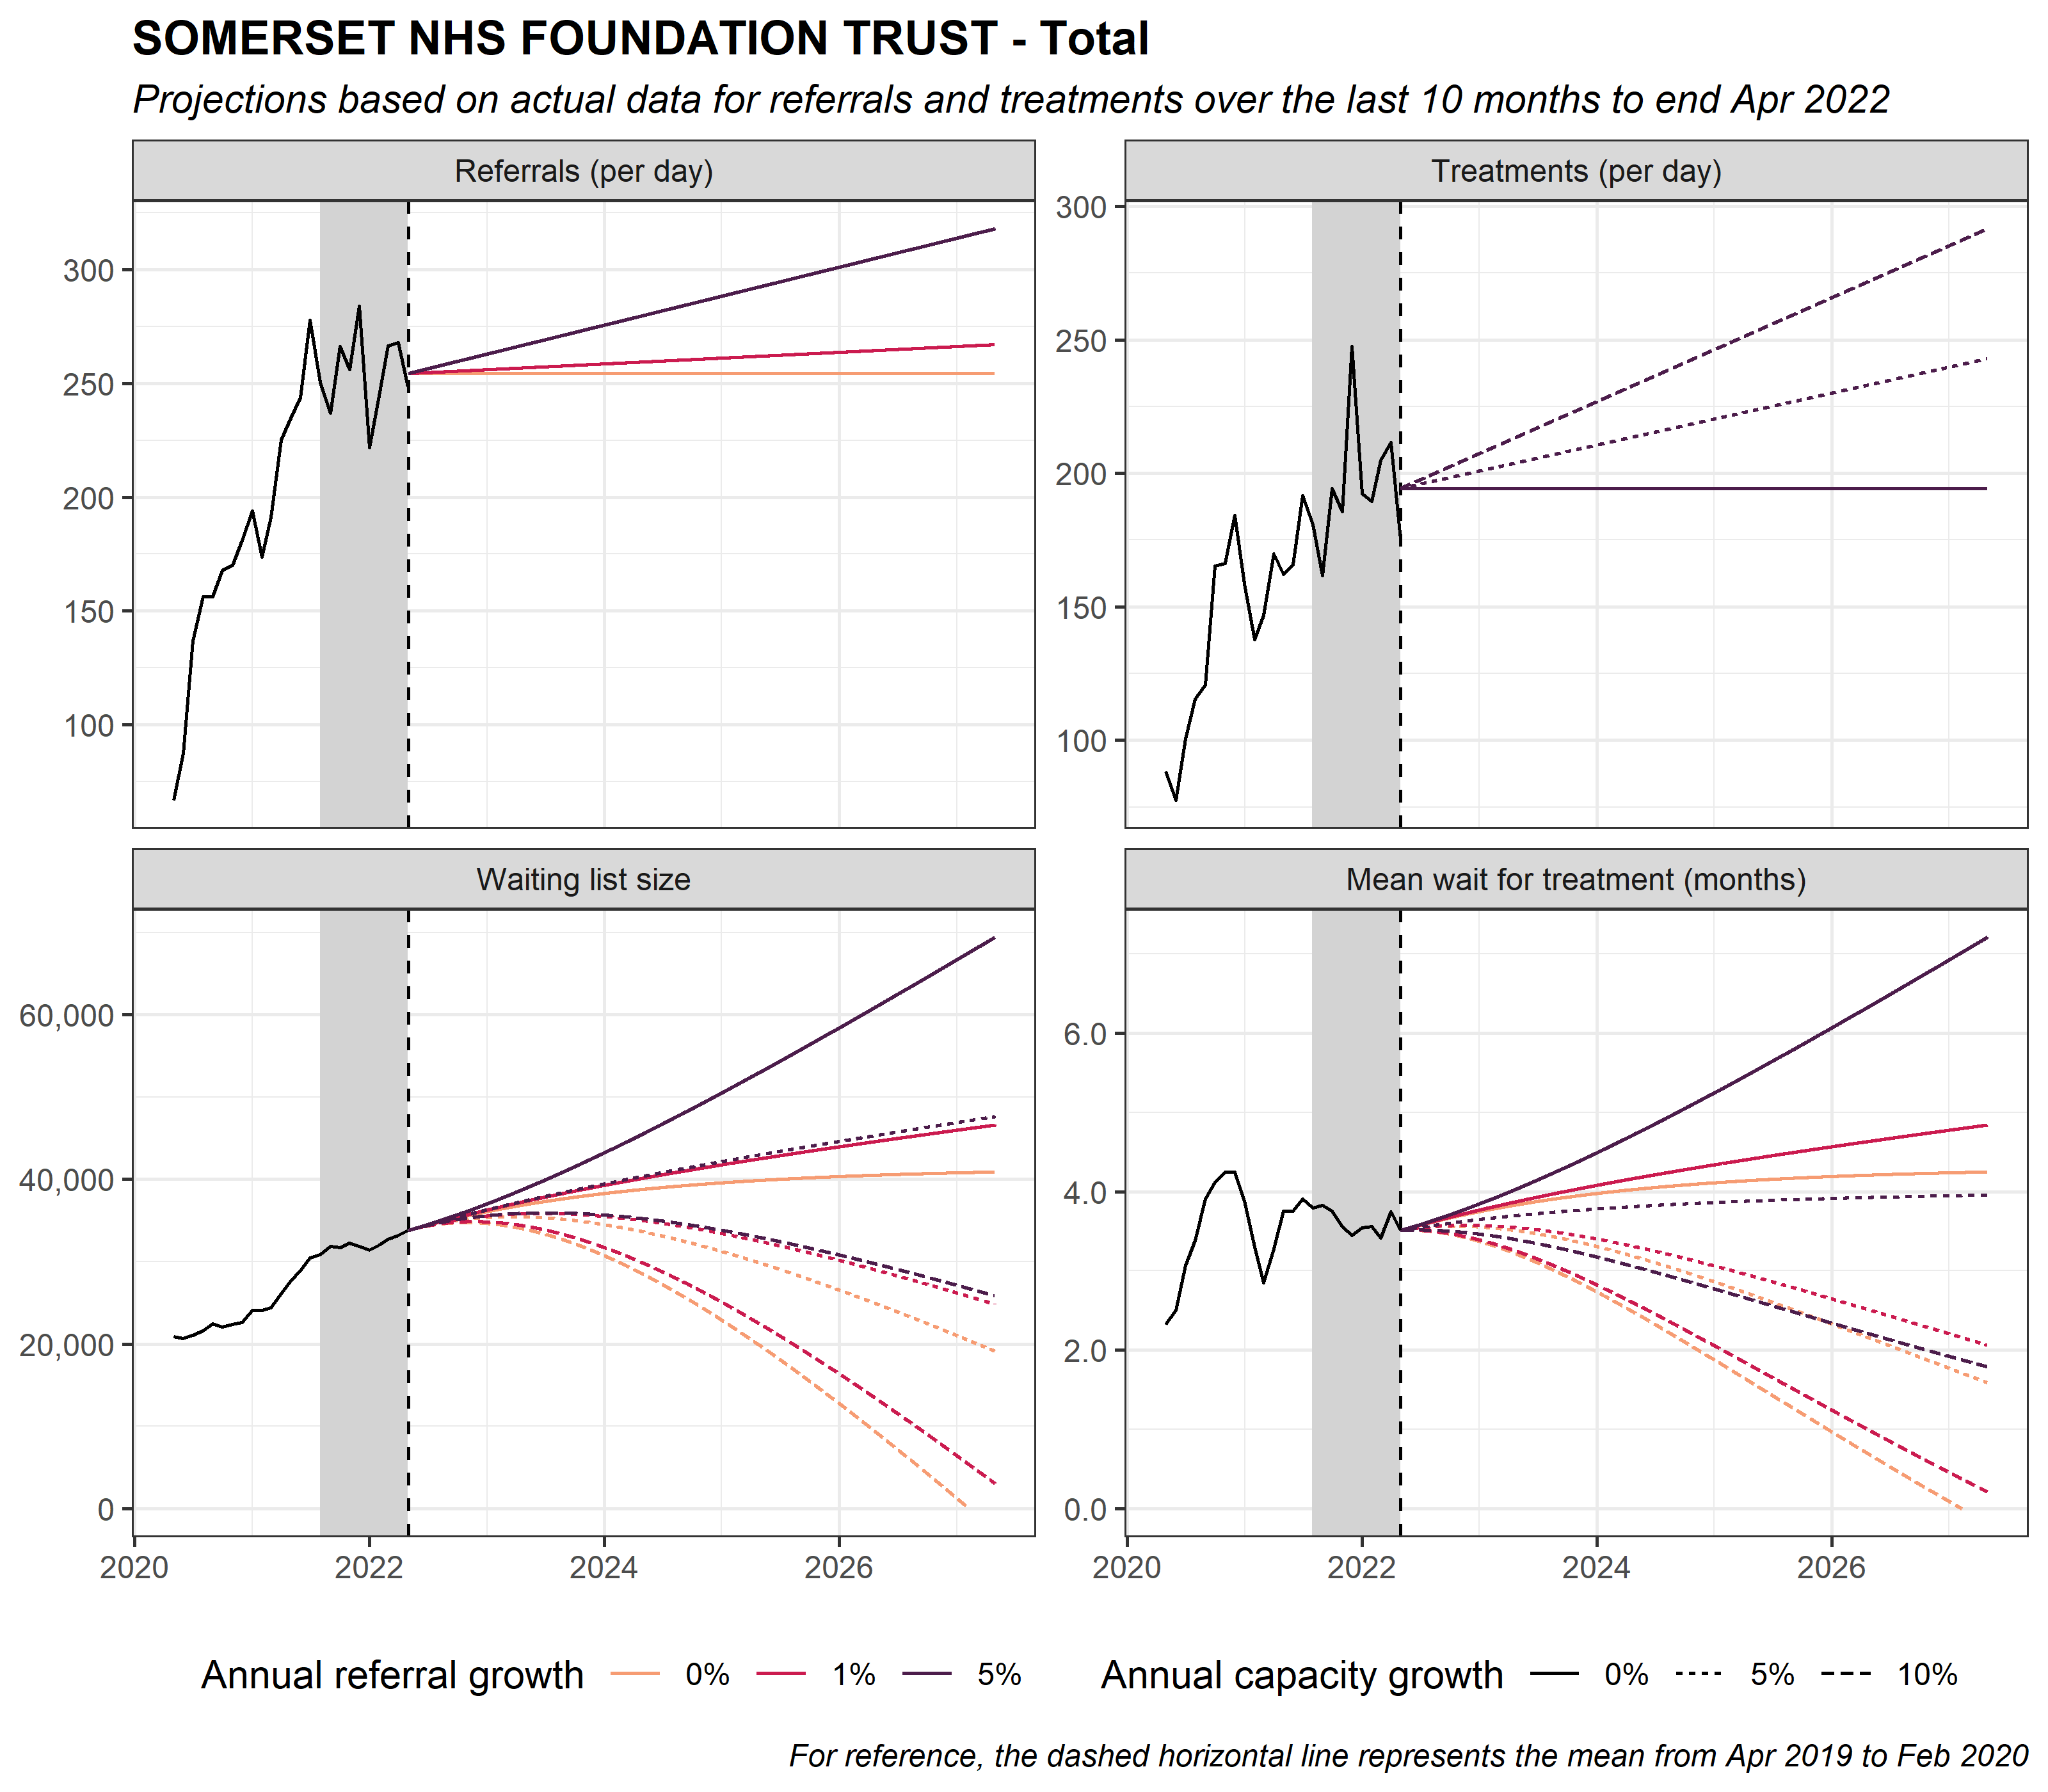 SOMERSET NHS FOUNDATION TRUST - Total
Projections based on actual data for referrals and treatments over the last 10 months to end Apr 2022
Referrals (per day)
300
250
200
150
100
Treatments (per day)
300
250
200
150
100
Waiting list size
60,000
40,000
20,000
0
2020 2022 2024 2026
Mean wait for treatment (months)
6.0
4.0
2.0
0.0
2020 2022 2024 2026
Annual referral growth 0% 1% 5%
Annual capacity growth 0% 5% 10%
For reference, the dashed horizontal line represents the mean from Apr 2019 to Feb 2020